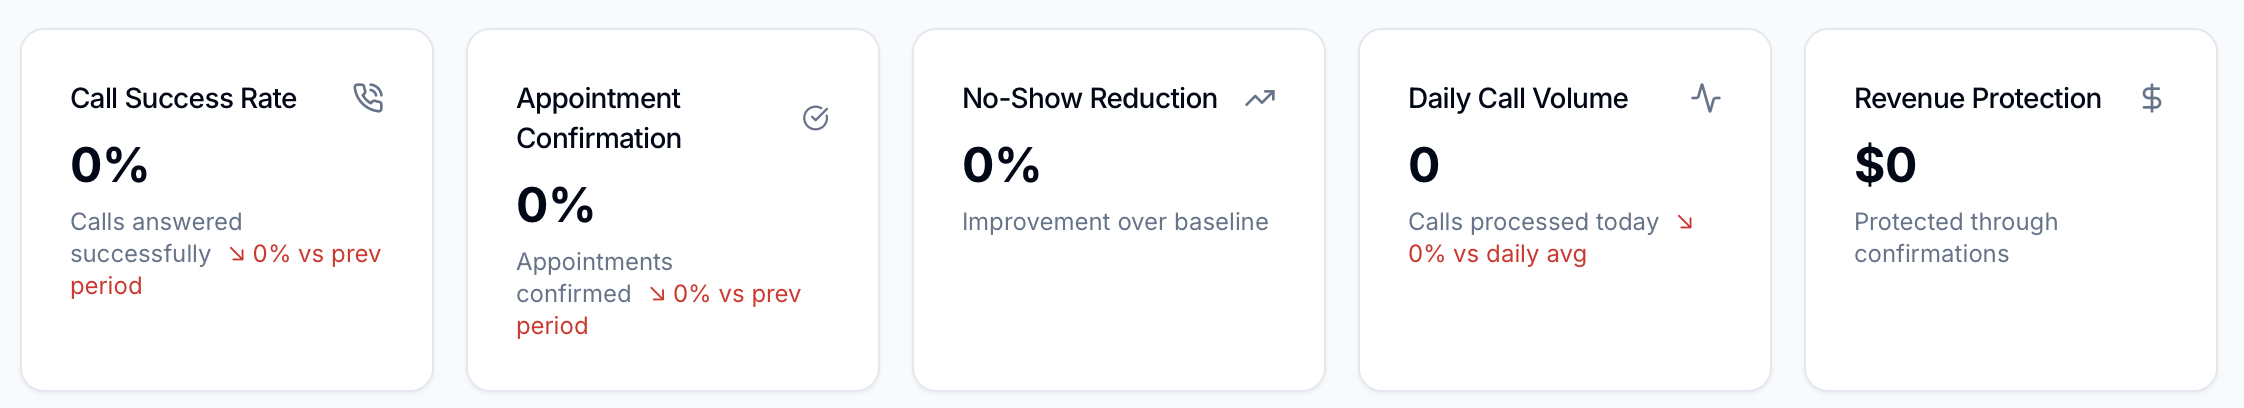 Call Success Rate
0%
Calls answered
successfully ↘ 0% vs prev
period
Appointment
Confirmation
0%
Appointments
confirmed ↘ 0% vs prev
period
No-Show Reduction
0%
Improvement over baseline
Daily Call Volume
0
Calls processed today ↘
0% vs daily avg
Revenue Protection
$0
Protected through
confirmations